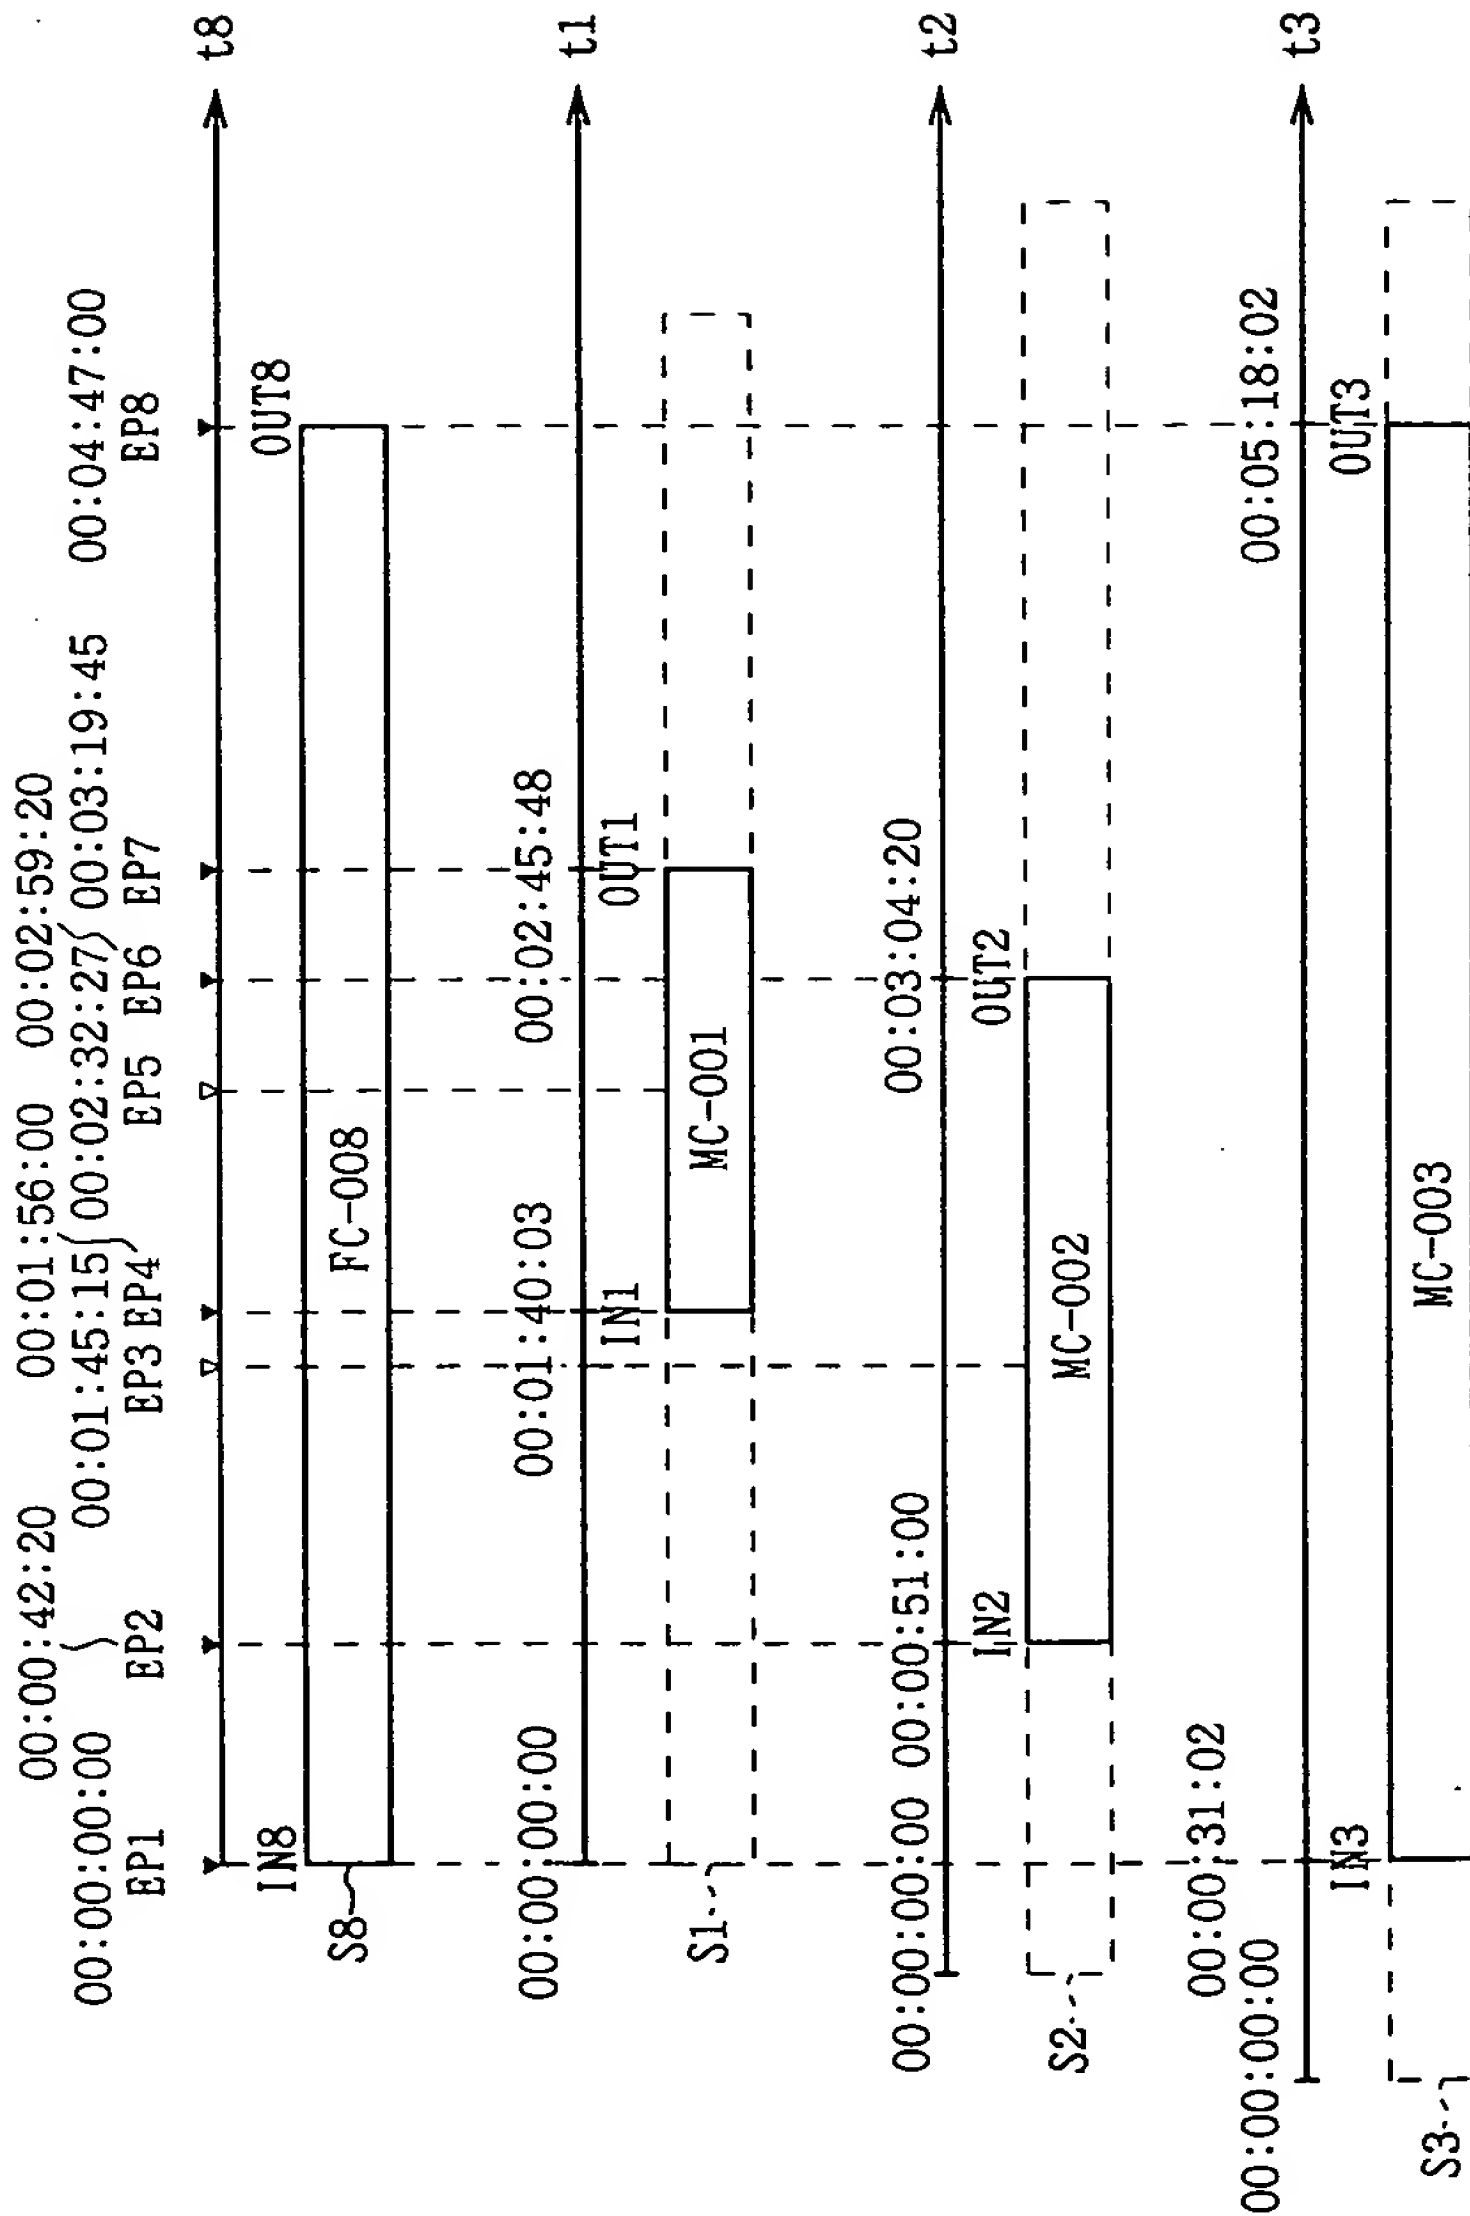 00:00:42:20 00:01:56:00 00:02:59:20
00:00:00:00 00:01:45:15 00:02:32:27 00:03:19:45 00:04:47:00
EP1 EP2 EP3 EP4 EP5 EP6 EP7 EP8
t8
IN8 OUT8
S8 FC-008
00:00:00:00 00:01:40:03 00:02:45:48
t1
IN1 OUT1
S1 MC-001
00:00:00:00 00:00:51:00 00:03:04:20
t2
IN2 OUT2
S2 MC-002
00:00:31:02
00:00:00:00 00:05:18:02
t3
IN3 OUT3
S3 MC-003